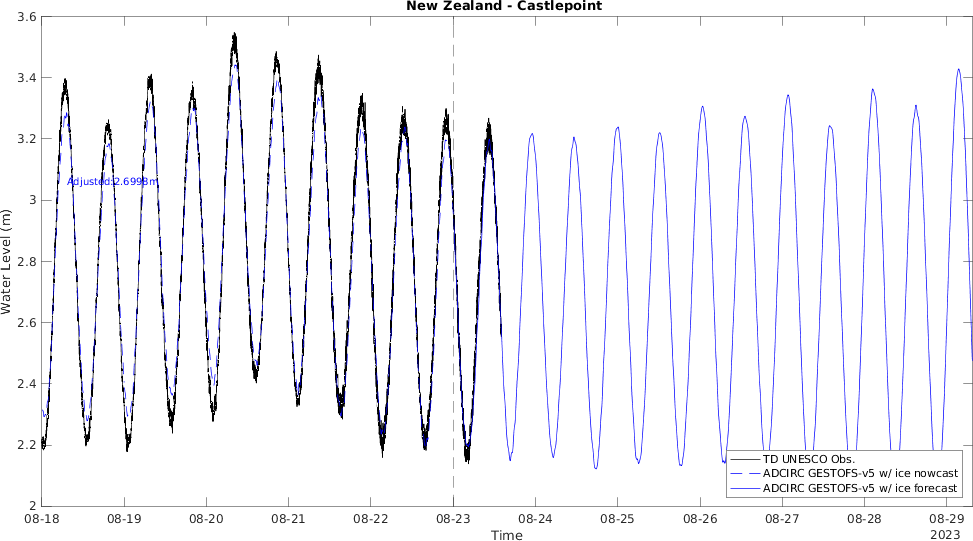 New Zealand - Castlepoint
3.6
3.4
3.2
3
2.8
2.6
2.4
2.2
2
Water Level (m)
Adjusted:2.6998m
TD UNESCO Obs.
ADCIRC GESTOFS-v5 w/ ice nowcast
ADCIRC GESTOFS-v5 w/ ice forecast
08-18 08-19 08-20 08-21 08-22 08-23 08-24 08-25 08-26 08-27 08-28 08-29
2023
Time